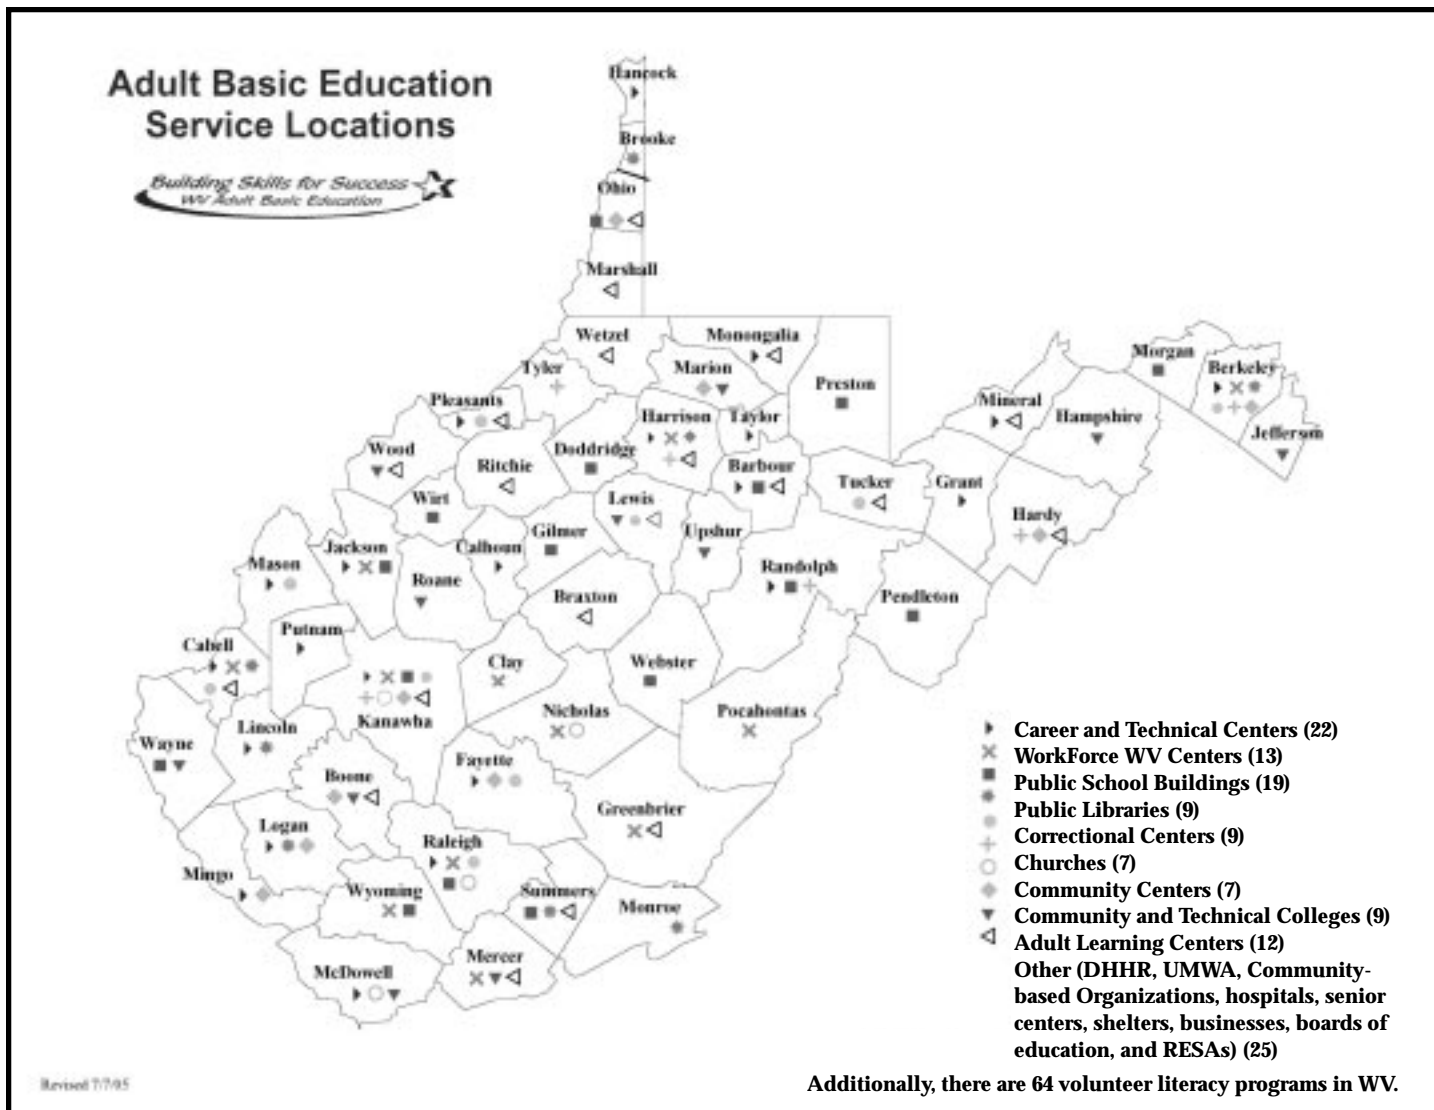 Adult Basic Education
Service Locations
Building Skills for Success
WV Adult Basic Education
Hancock
Brooke
Ohio
Marshall
Wetzel
Monongalia
Tyler
Marion
Preston
Morgan
Berkeley
Pleasants
Harrison
Taylor
Mineral
Hampshire
Jefferson
Wood
Ritchie
Doddridge
Barbour
Tucker
Grant
Wirt
Lewis
Hardy
Jackson
Calhoun
Gilmer
Upshur
Mason
Roane
Randolph
Braxton
Pendleton
Putnam
Cabell
Clay
Webster
Kanawha
Nicholas
Pocahontas
Lincoln
Wayne
Boone
Fayette
Greenbrier
Logan
Raleigh
Mingo
Wyoming
Summers
Monroe
Mercer
McDowell
Career and Technical Centers (22)
WorkForce WV Centers (13)
Public School Buildings (19)
Public Libraries (9)
Correctional Centers (9)
Churches (7)
Community Centers (7)
Community and Technical Colleges (9)
Adult Learning Centers (12)
Other (DHHR, UMWA, Community-
based Organizations, hospitals, senior
centers, shelters, businesses, boards of
education, and RESAs) (25)
Revised 7/7/05
Additionally, there are 64 volunteer literacy programs in WV.